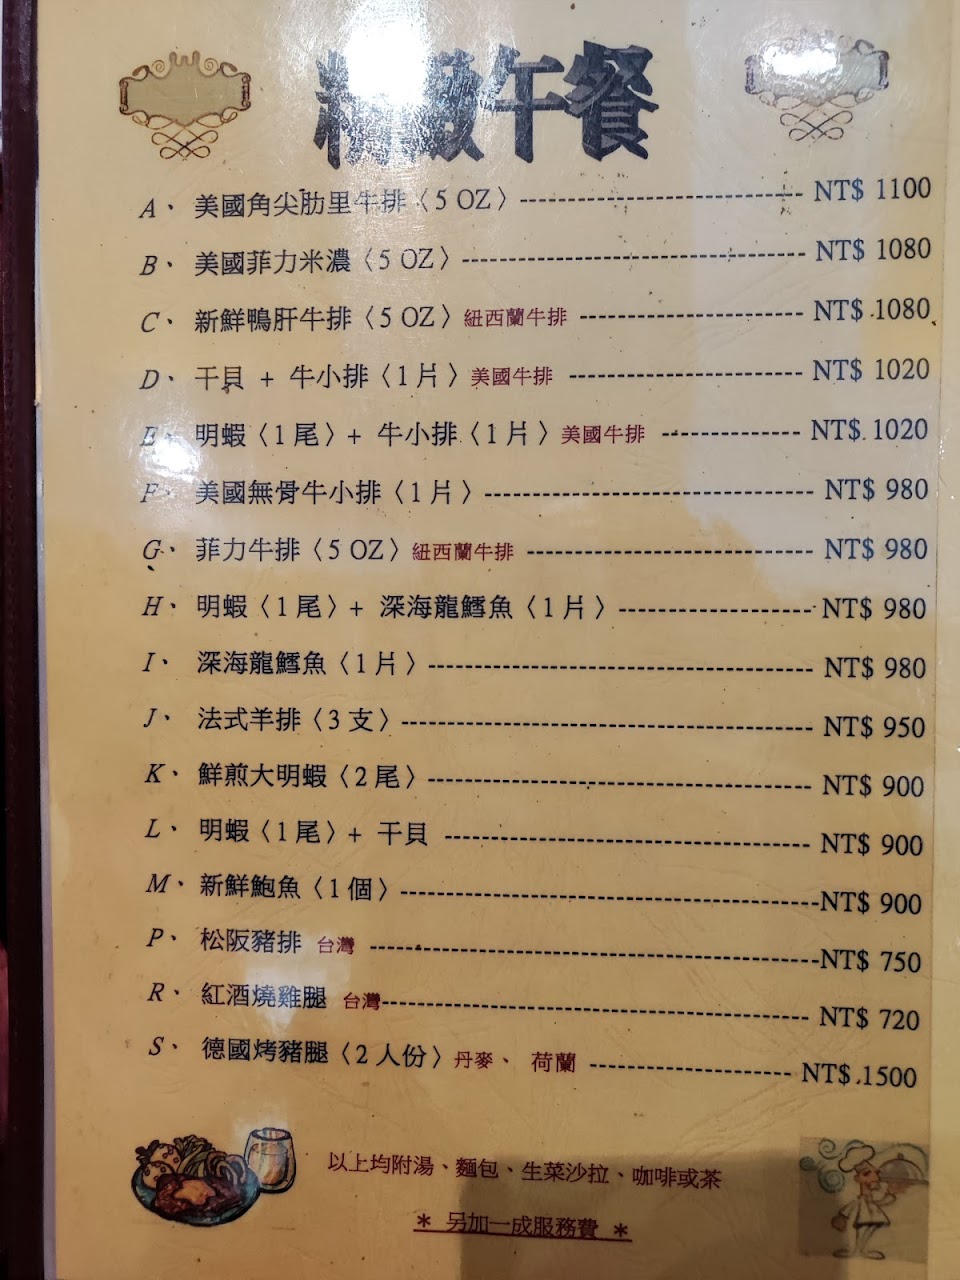 精緻午餐
A、 美國角尖肋里牛排〈5 OZ〉 NT$ 1100
B、 美國菲力米濃〈5 OZ〉 NT$ 1080
C、 新鮮鴨肝牛排〈5 OZ〉紐西蘭牛排 NT$ 1080
D、 干貝 + 牛小排〈1片〉美國牛排 NT$ 1020
E、 明蝦〈1尾〉+ 牛小排〈1片〉美國牛排 NT$ 1020
F、 美國無骨牛小排〈1片〉 NT$ 980
G、 菲力牛排〈5 OZ〉紐西蘭牛排 NT$ 980
H、 明蝦〈1尾〉+ 深海龍鱈魚〈1片〉 NT$ 980
I、 深海龍鱈魚〈1片〉 NT$ 980
J、 法式羊排〈3支〉 NT$ 950
K、 鮮煎大明蝦〈2尾〉 NT$ 900
L、 明蝦〈1尾〉+ 干貝 NT$ 900
M、 新鮮鮑魚〈1個〉 NT$ 900
P、 松阪豬排 台灣 NT$ 750
R、 紅酒燒雞腿 台灣 NT$ 720
S、 德國烤豬腿〈2人份〉丹麥、 荷蘭 NT$ 1500
以上均附湯、麵包、生菜沙拉、咖啡或茶
* 另加一成服務費 *